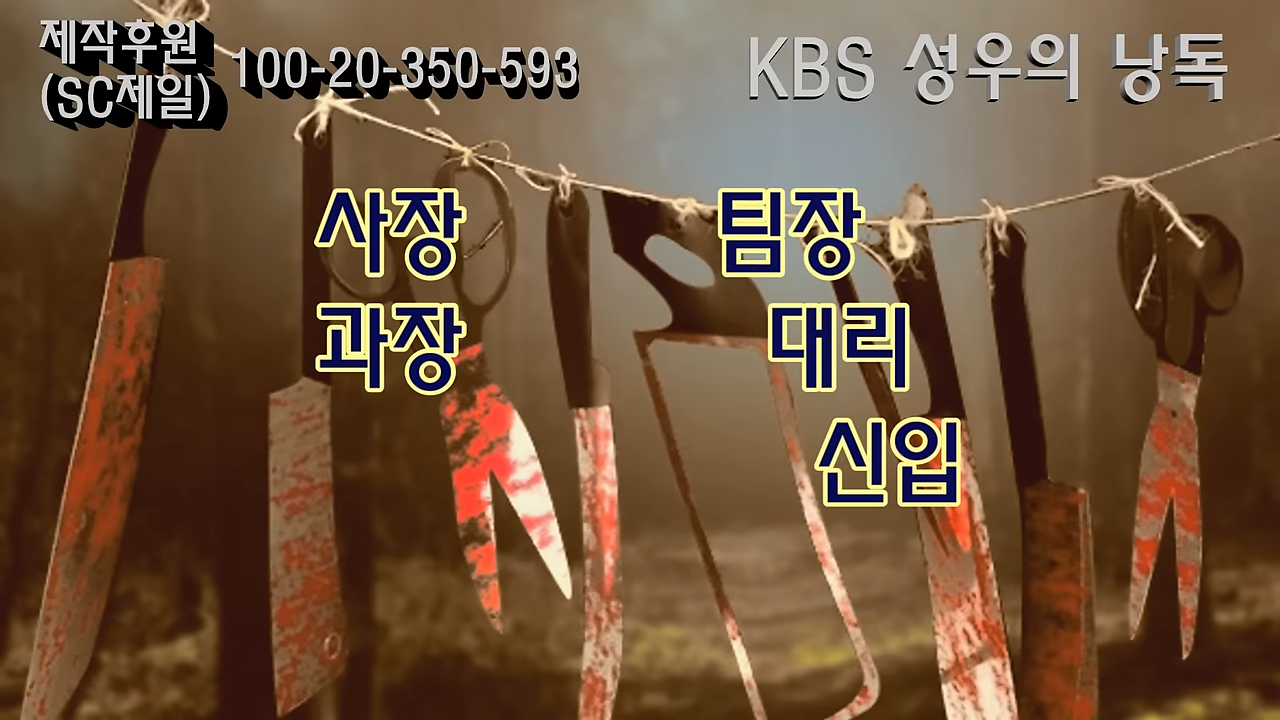 제작후원
(SC제일)
100-20-350-593
KBS 성우의 낭독
사장
과장
팀장
대리
신입